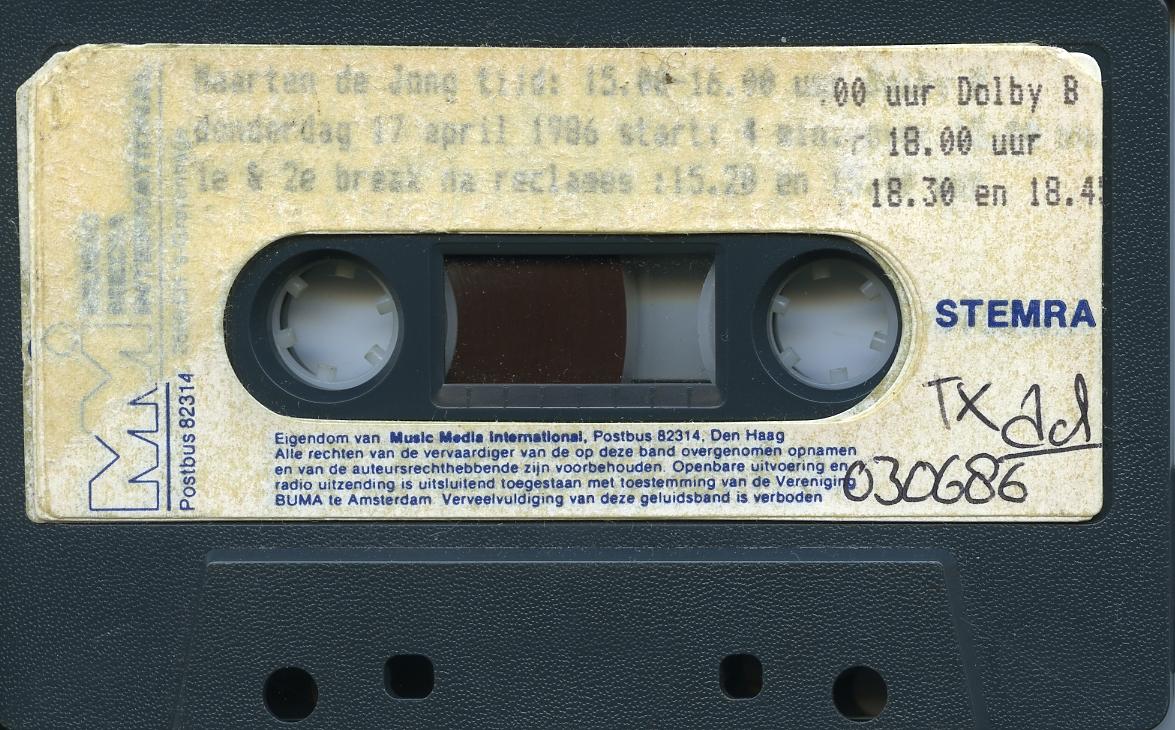 Maarten de Jong tijd: 15.00-16.00 uur
.00 uur Dolby B
donderdag 17 april 1986 start: 4 min.
18.00 uur
1e & 2e break na reclames :15.20 en
18.30 en 18.45
STEMRA
MUSIC
MEDIA
INTERNATIONAL
Postbus 82314
TX
030686
Eigendom van Music Media International, Postbus 82314, Den Haag
Alle rechten van de vervaardiger van de op deze band overgenomen opnamen
en van de auteursrechthebbende zijn voorbehouden. Openbare uitvoering en
radio uitzending is uitsluitend toegestaan met toestemming van de Vereniging
BUMA te Amsterdam Verveelvuldiging van deze geluidsband is verboden